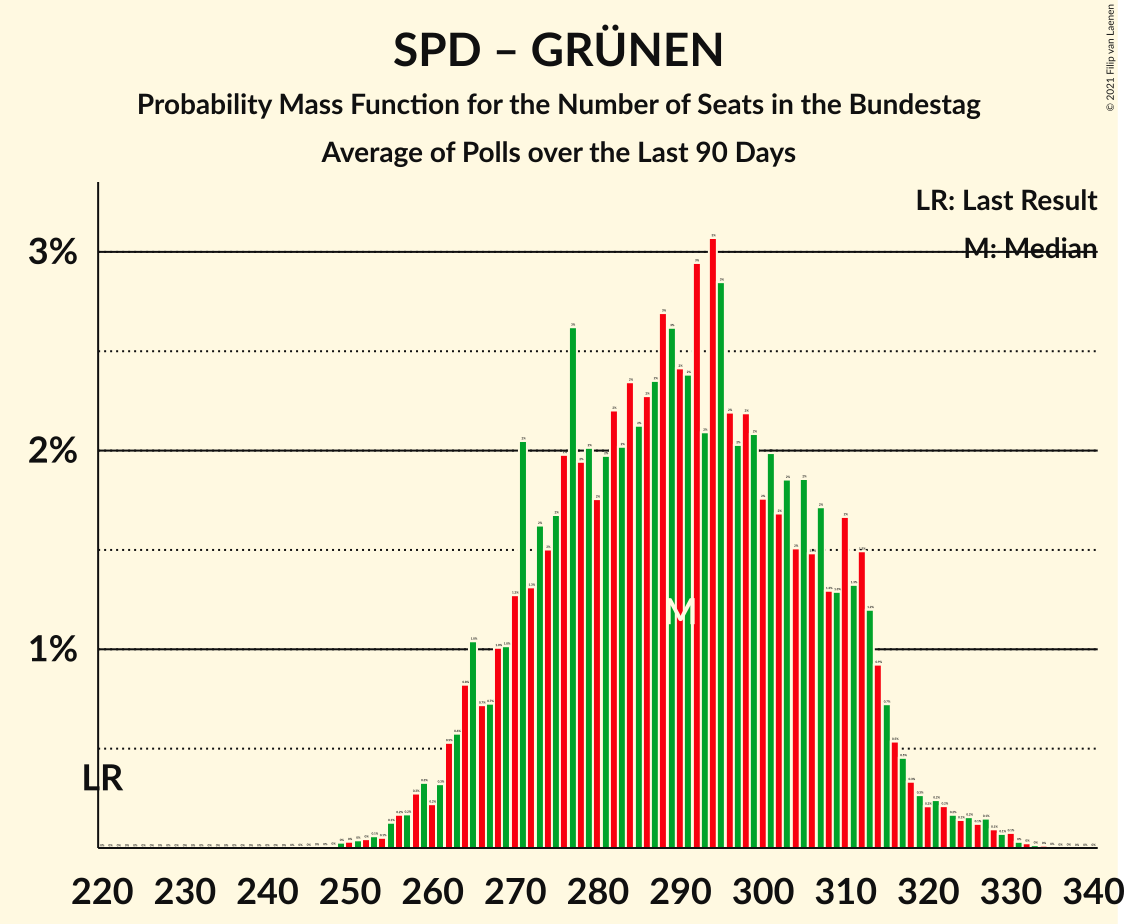 SPD – GRÜNEN
Probability Mass Function for the Number of Seats in the Bundestag
Average of Polls over the Last 90 Days
© 2021 Filip van Laenen
LR: Last Result
M: Median
3%
2%
1%
M
LR
220 230 240 250 260 270 280 290 300 310 320 330 340